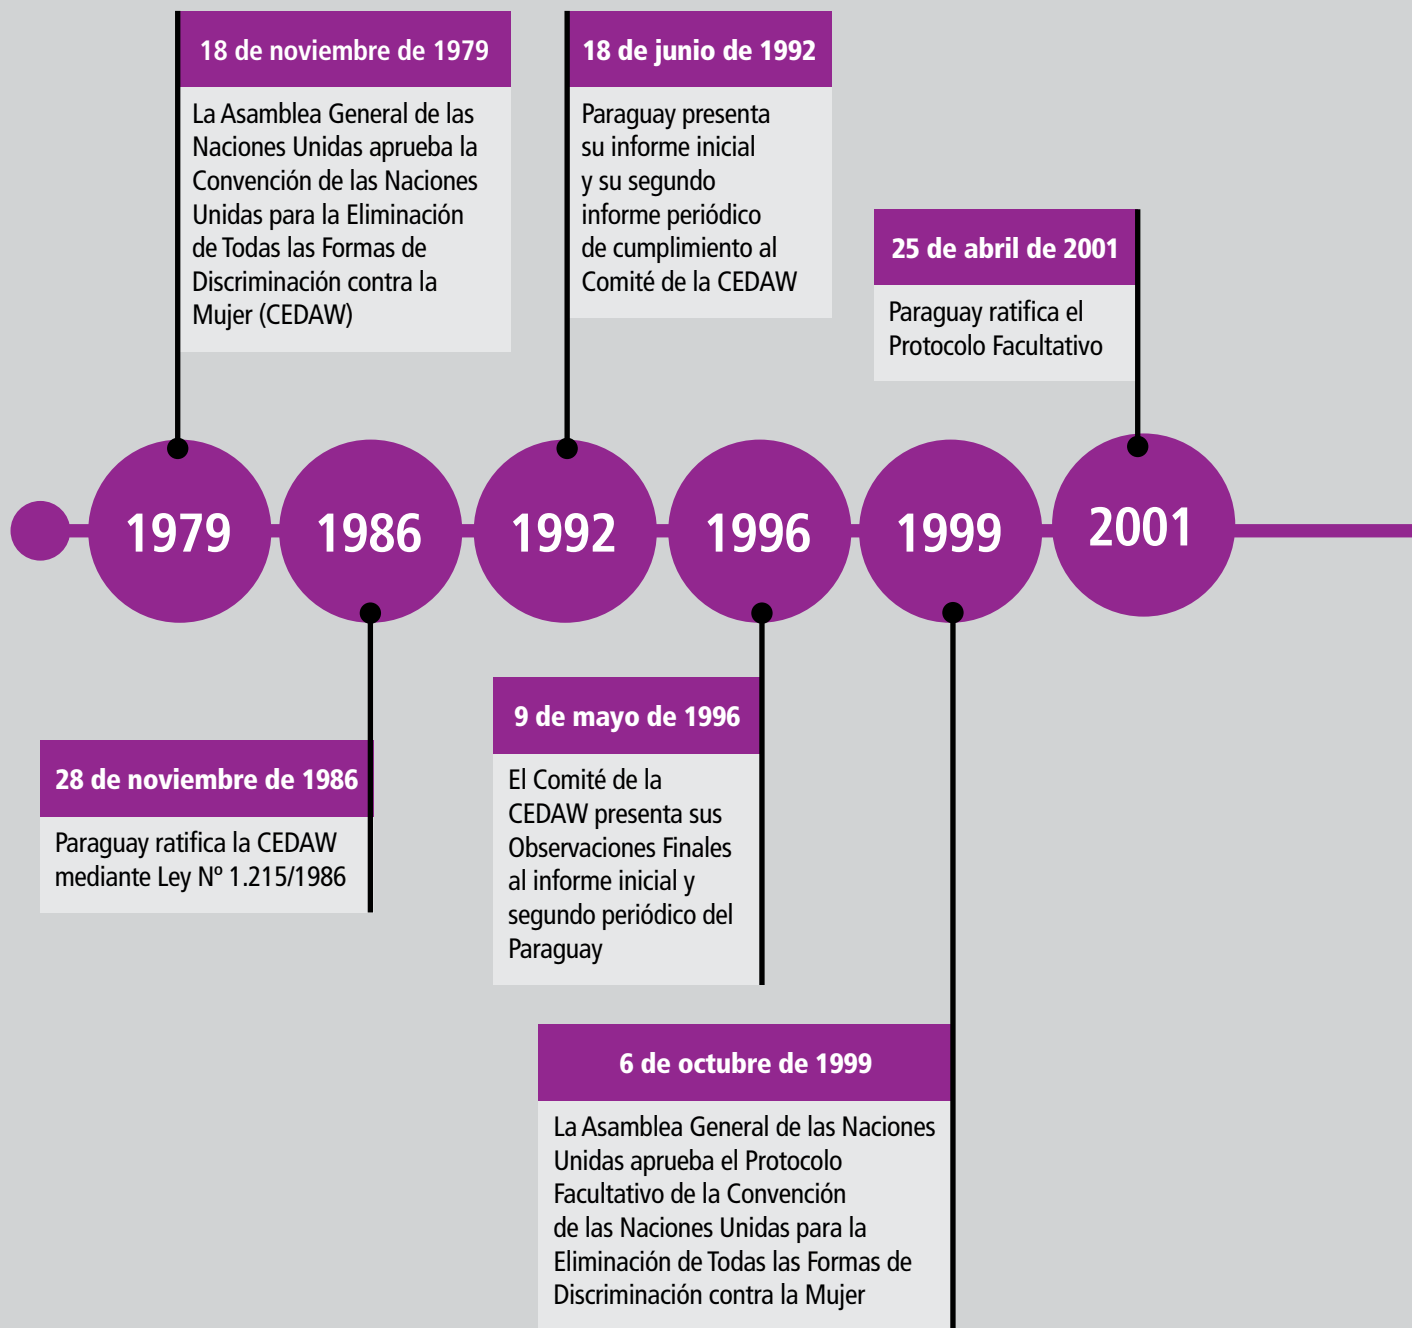 18 de noviembre de 1979
La Asamblea General de las
Naciones Unidas aprueba la
Convención de las Naciones
Unidas para la Eliminación
de Todas las Formas de
Discriminación contra la
Mujer (CEDAW)
18 de junio de 1992
Paraguay presenta
su informe inicial
y su segundo
informe periódico
de cumplimiento al
Comité de la CEDAW
25 de abril de 2001
Paraguay ratifica el
Protocolo Facultativo
1979
1986
1992
1996
1999
2001
28 de noviembre de 1986
Paraguay ratifica la CEDAW
mediante Ley Nº 1.215/1986
9 de mayo de 1996
El Comité de la
CEDAW presenta sus
Observaciones Finales
al informe inicial y
segundo periódico del
Paraguay
6 de octubre de 1999
La Asamblea General de las Naciones
Unidas aprueba el Protocolo
Facultativo de la Convención
de las Naciones Unidas para la
Eliminación de Todas las Formas de
Discriminación contra la Mujer